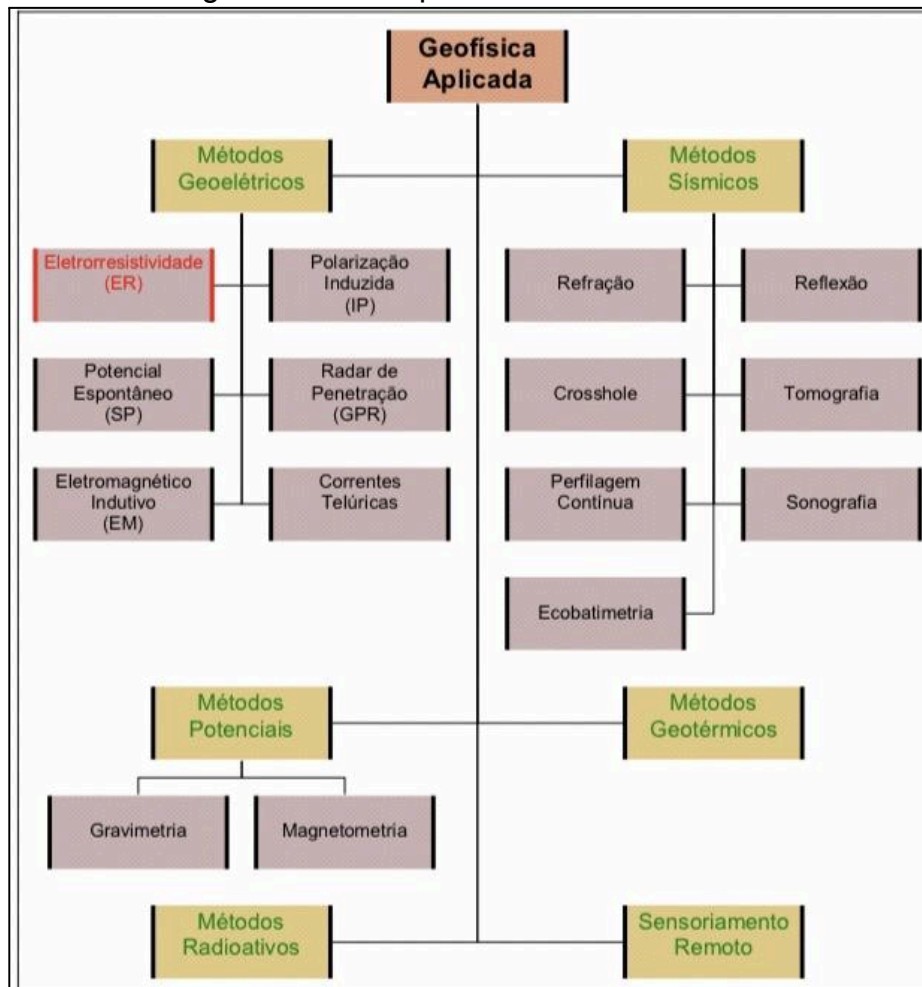 Geofísica
Aplicada
Métodos
Geoelétricos
Métodos
Sísmicos
Eletrorresistividade
(ER)
Polarização
Induzida
(IP)
Refração
Reflexão
Potencial
Espontâneo
(SP)
Radar de
Penetração
(GPR)
Crosshole
Tomografia
Eletromagnético
Indutivo
(EM)
Correntes
Telúricas
Perfilagem
Contínua
Sonografia
Ecobatimetria
Métodos
Potenciais
Métodos
Geotérmicos
Gravimetria
Magnetometria
Métodos
Radioativos
Sensoriamento
Remoto